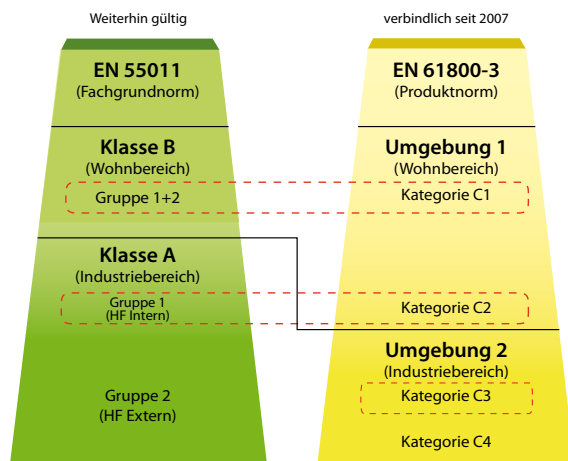 Weiterhin gültig
EN 55011
(Fachgrundnorm)
Klasse B
(Wohnbereich)
Gruppe 1+2
Klasse A
(Industriebereich)
Gruppe 1
(HF Intern)
Gruppe 2
(HF Extern)
verbindlich seit 2007
EN 61800-3
(Produktnorm)
Umgebung 1
(Wohnbereich)
Kategorie C1
Kategorie C2
Umgebung 2
(Industriebereich)
Kategorie C3
Kategorie C4